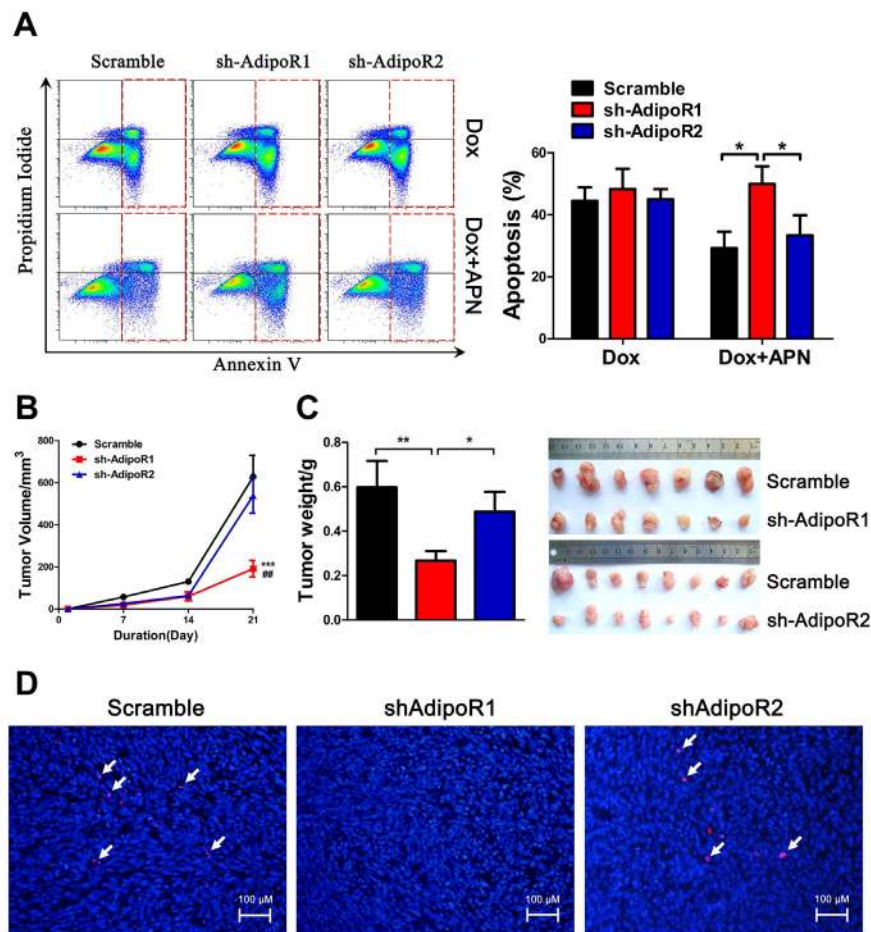 A
Scramble
sh-AdipoR1
sh-AdipoR2
Propidium Iodide
Annexin V
Dox
Dox+APN
Scramble
sh-AdipoR1
sh-AdipoR2
Apoptosis (%)
60
40
20
0
* *
Dox
Dox+APN
B
Scramble
sh-AdipoR1
sh-AdipoR2
Tumor Volume/mm³
800
600
400
200
0
***
##
0 7 14 21
Duration(Day)
C
Tumor weight/g
0.8
0.6
0.4
0.2
0.0
** *
Scramble
sh-AdipoR1
Scramble
sh-AdipoR2
D
Scramble
shAdipoR1
shAdipoR2
100 µM
100 µM
100 µM